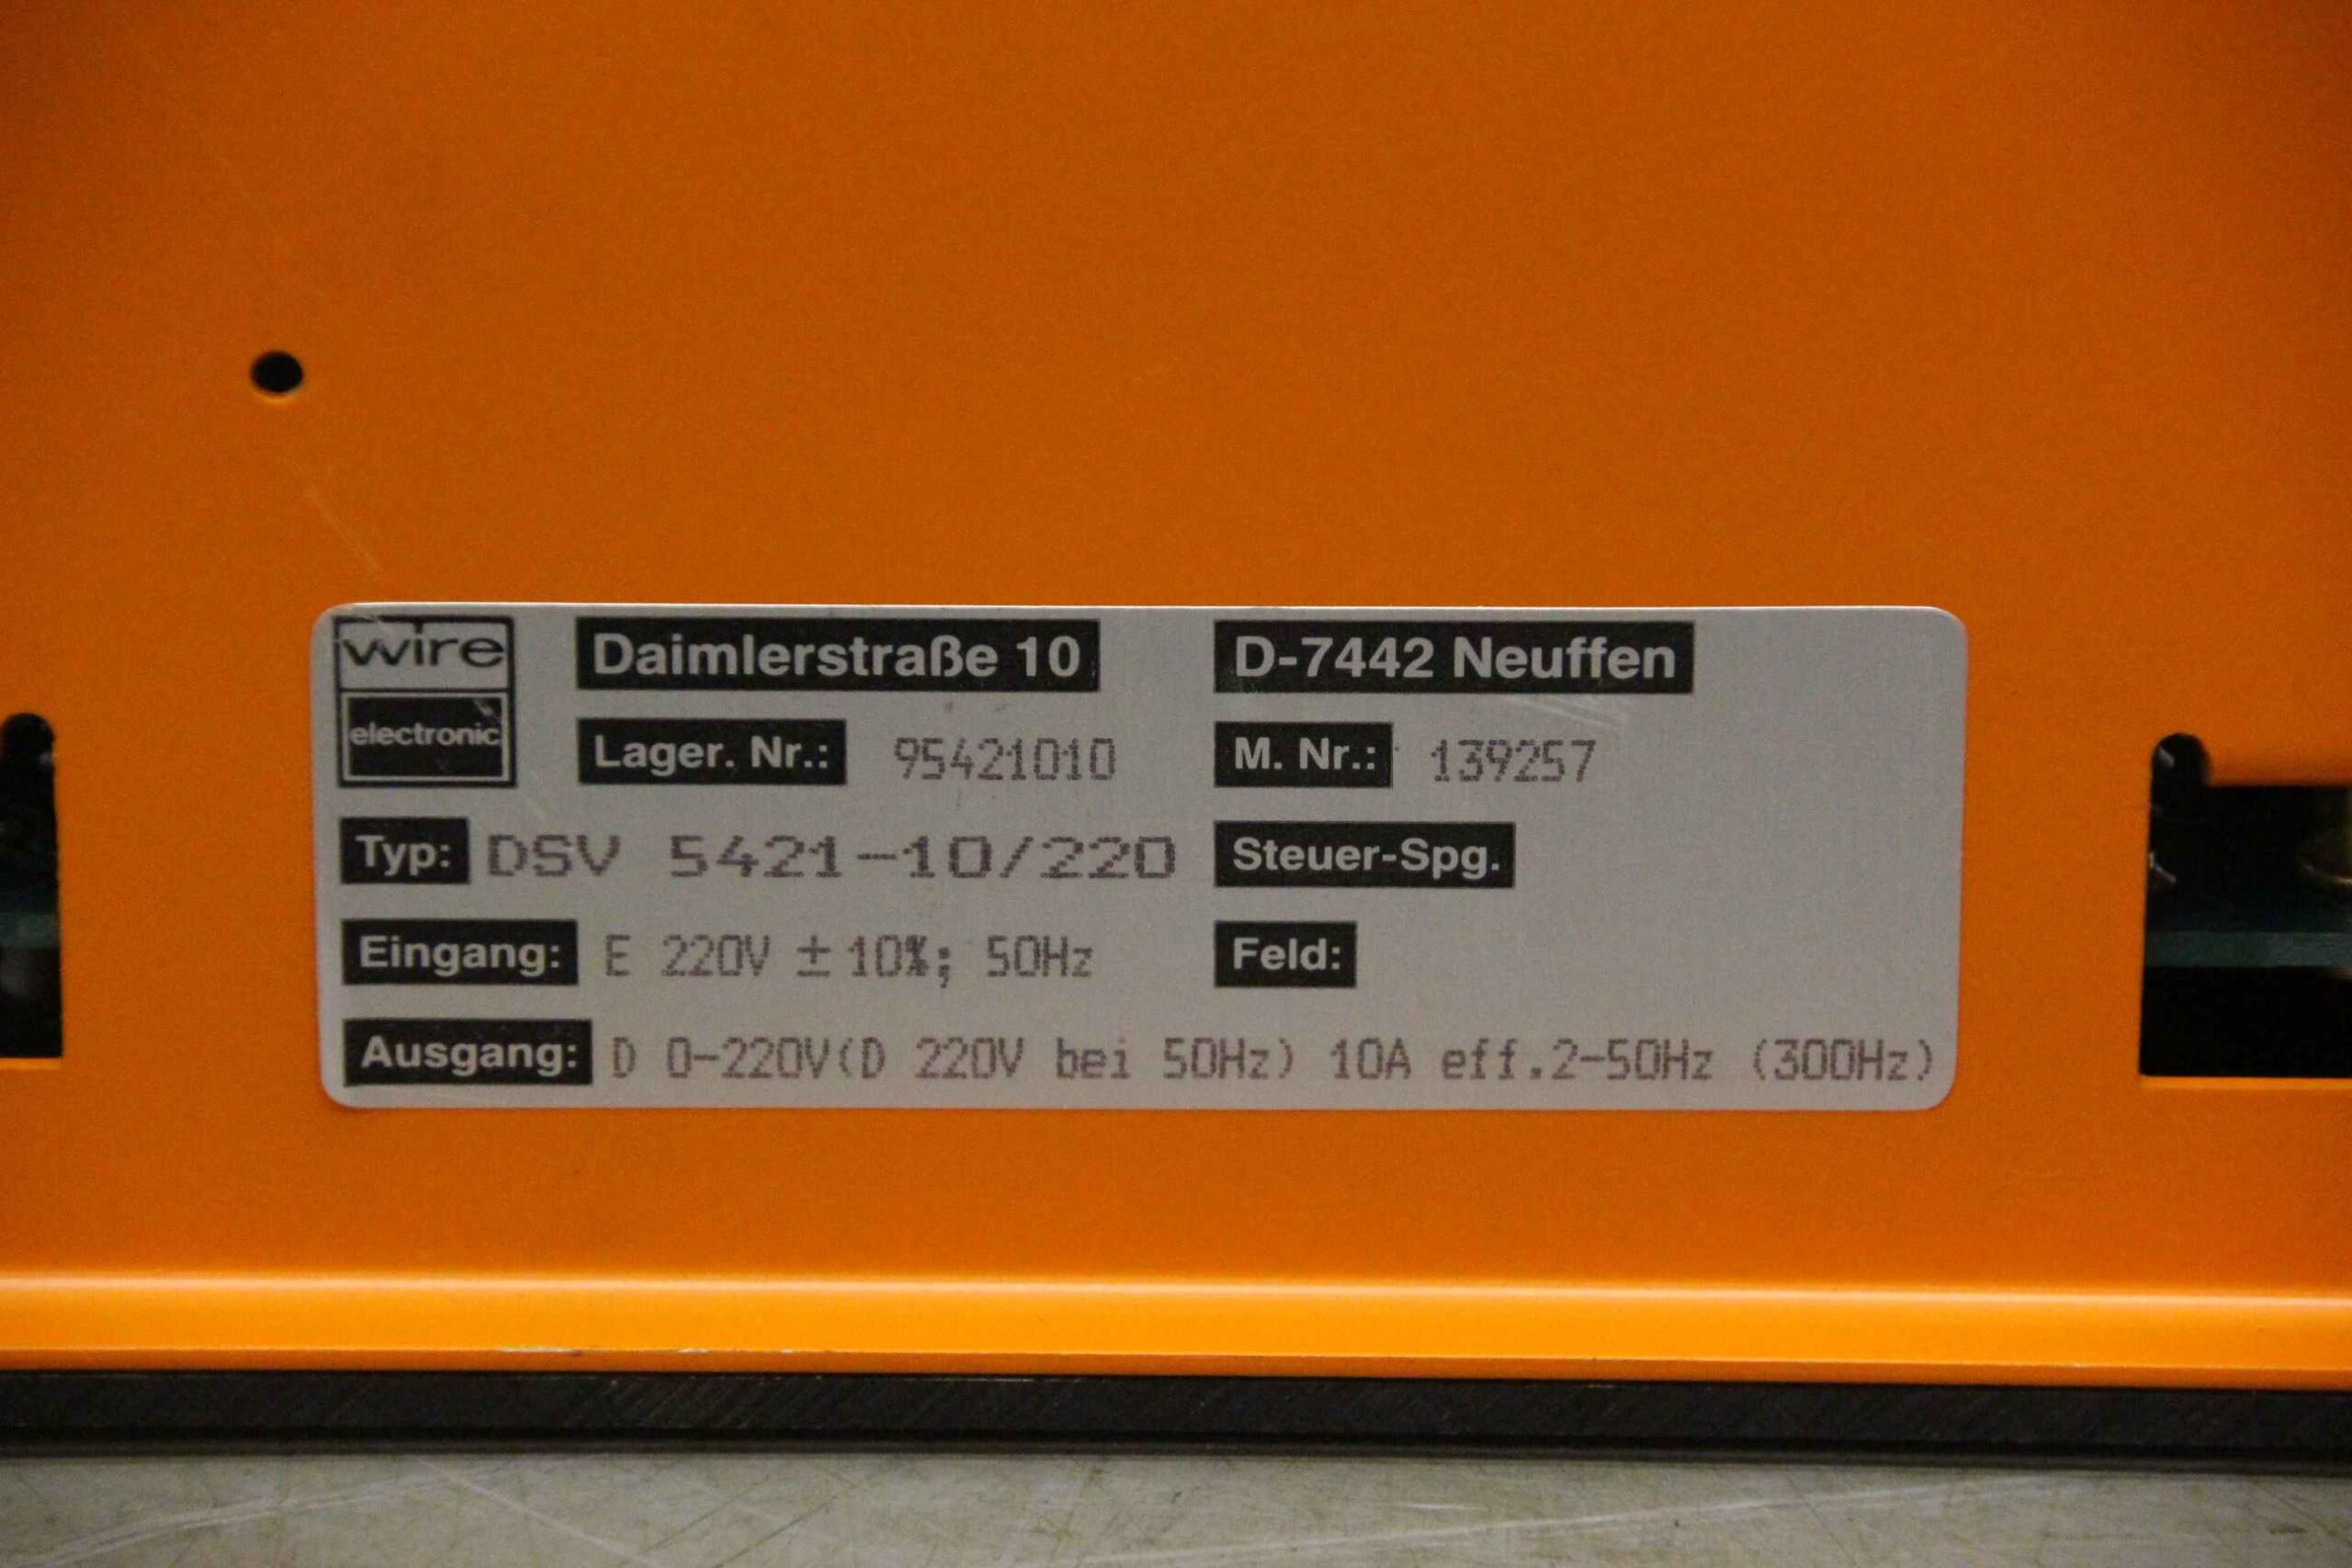 wire
electronic
Daimlerstraße 10
D-7442 Neuffen
Lager. Nr.: 95421010
M. Nr.: 139257
Typ: DSV 5421-10/220
Steuer-Spg.
Eingang: E 220V ±10%; 50Hz
Feld:
Ausgang: D 0-220V(D 220V bei 50Hz) 10A eff.2-50Hz (300Hz)